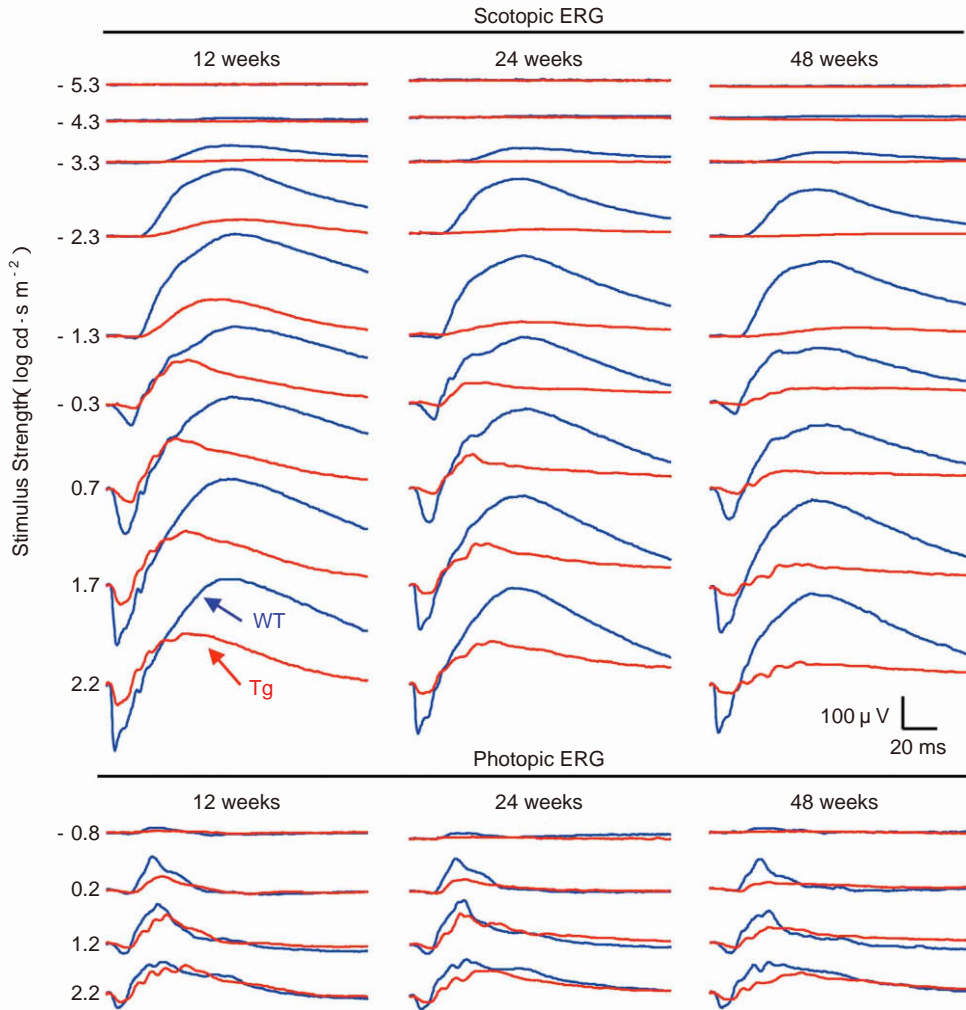 Scotopic ERG
12 weeks
24 weeks
48 weeks
- 5.3
- 4.3
- 3.3
- 2.3
- 1.3
- 0.3
0.7
1.7
2.2
Stimulus Strength( log cd - s m -2)
WT
Tg
100 µ V
20 ms
Photopic ERG
12 weeks
24 weeks
48 weeks
- 0.8
0.2
1.2
2.2